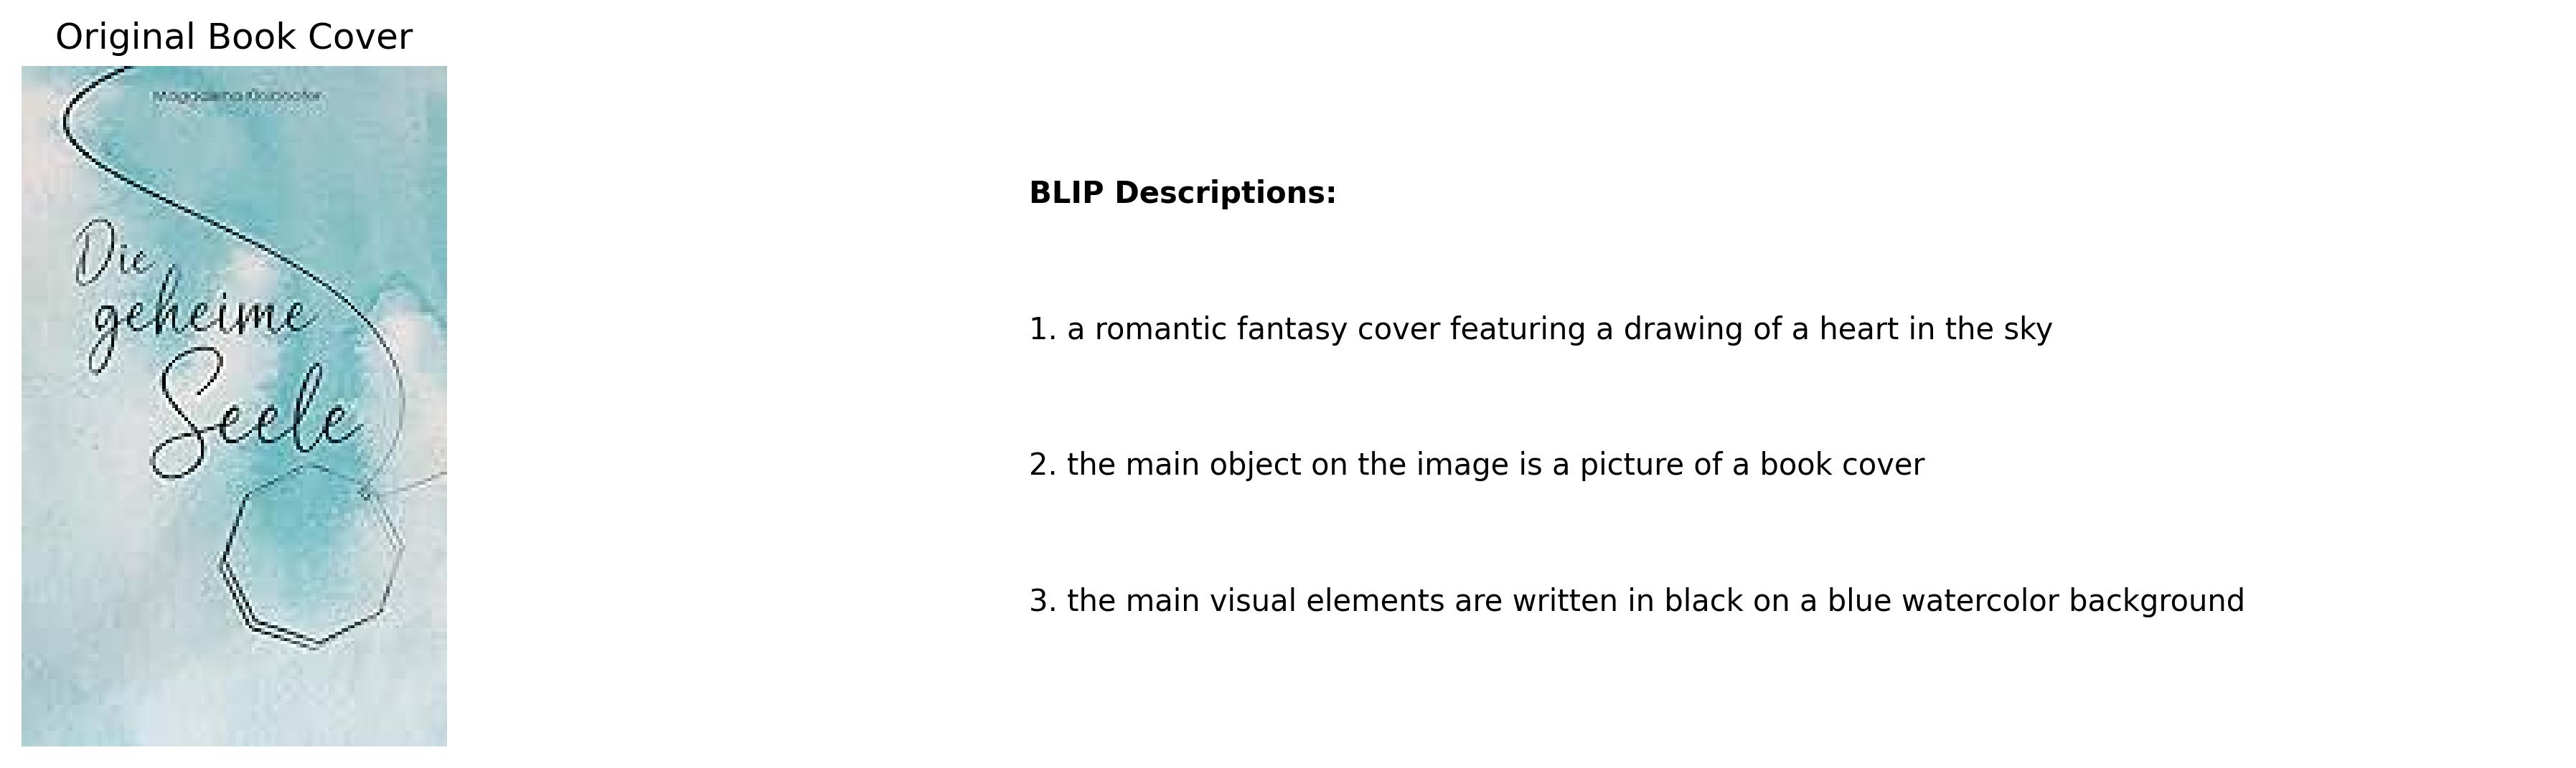 Original Book Cover
Die
geheime
Seele
BLIP Descriptions:
1. a romantic fantasy cover featuring a drawing of a heart in the sky
2. the main object on the image is a picture of a book cover
3. the main visual elements are written in black on a blue watercolor background